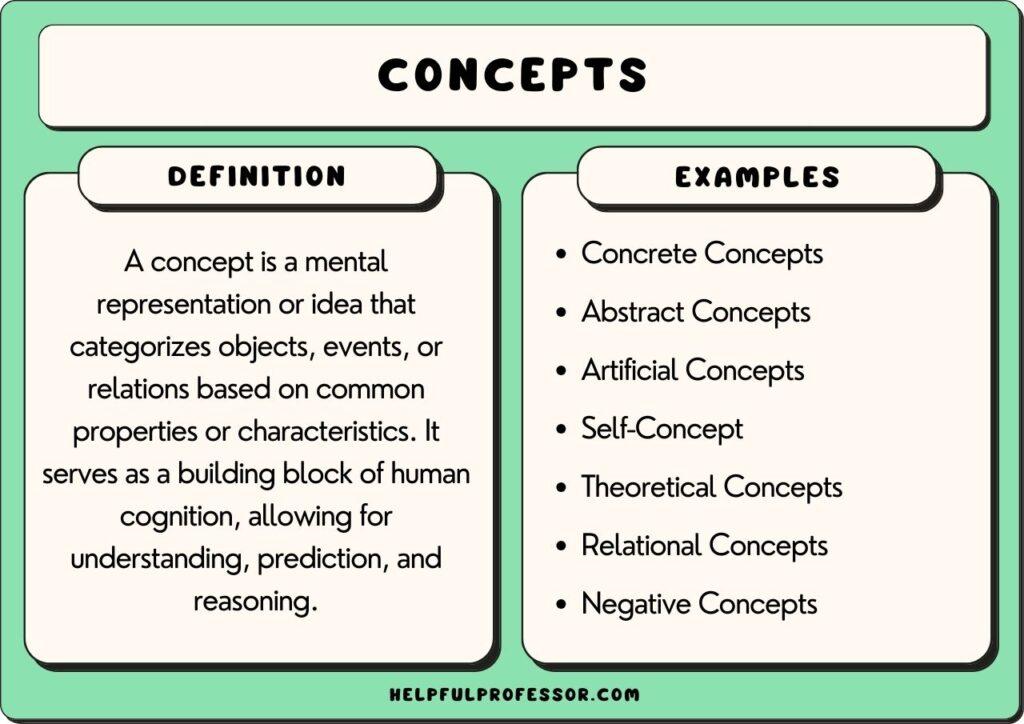 CONCEPTS
DEFINITION
A concept is a mental
representation or idea that
categorizes objects, events, or
relations based on common
properties or characteristics. It
serves as a building block of human
cognition, allowing for
understanding, prediction, and
reasoning.
EXAMPLES
• Concrete Concepts
• Abstract Concepts
• Artificial Concepts
• Self-Concept
• Theoretical Concepts
• Relational Concepts
• Negative Concepts
HELPFULPROFESSOR.COM